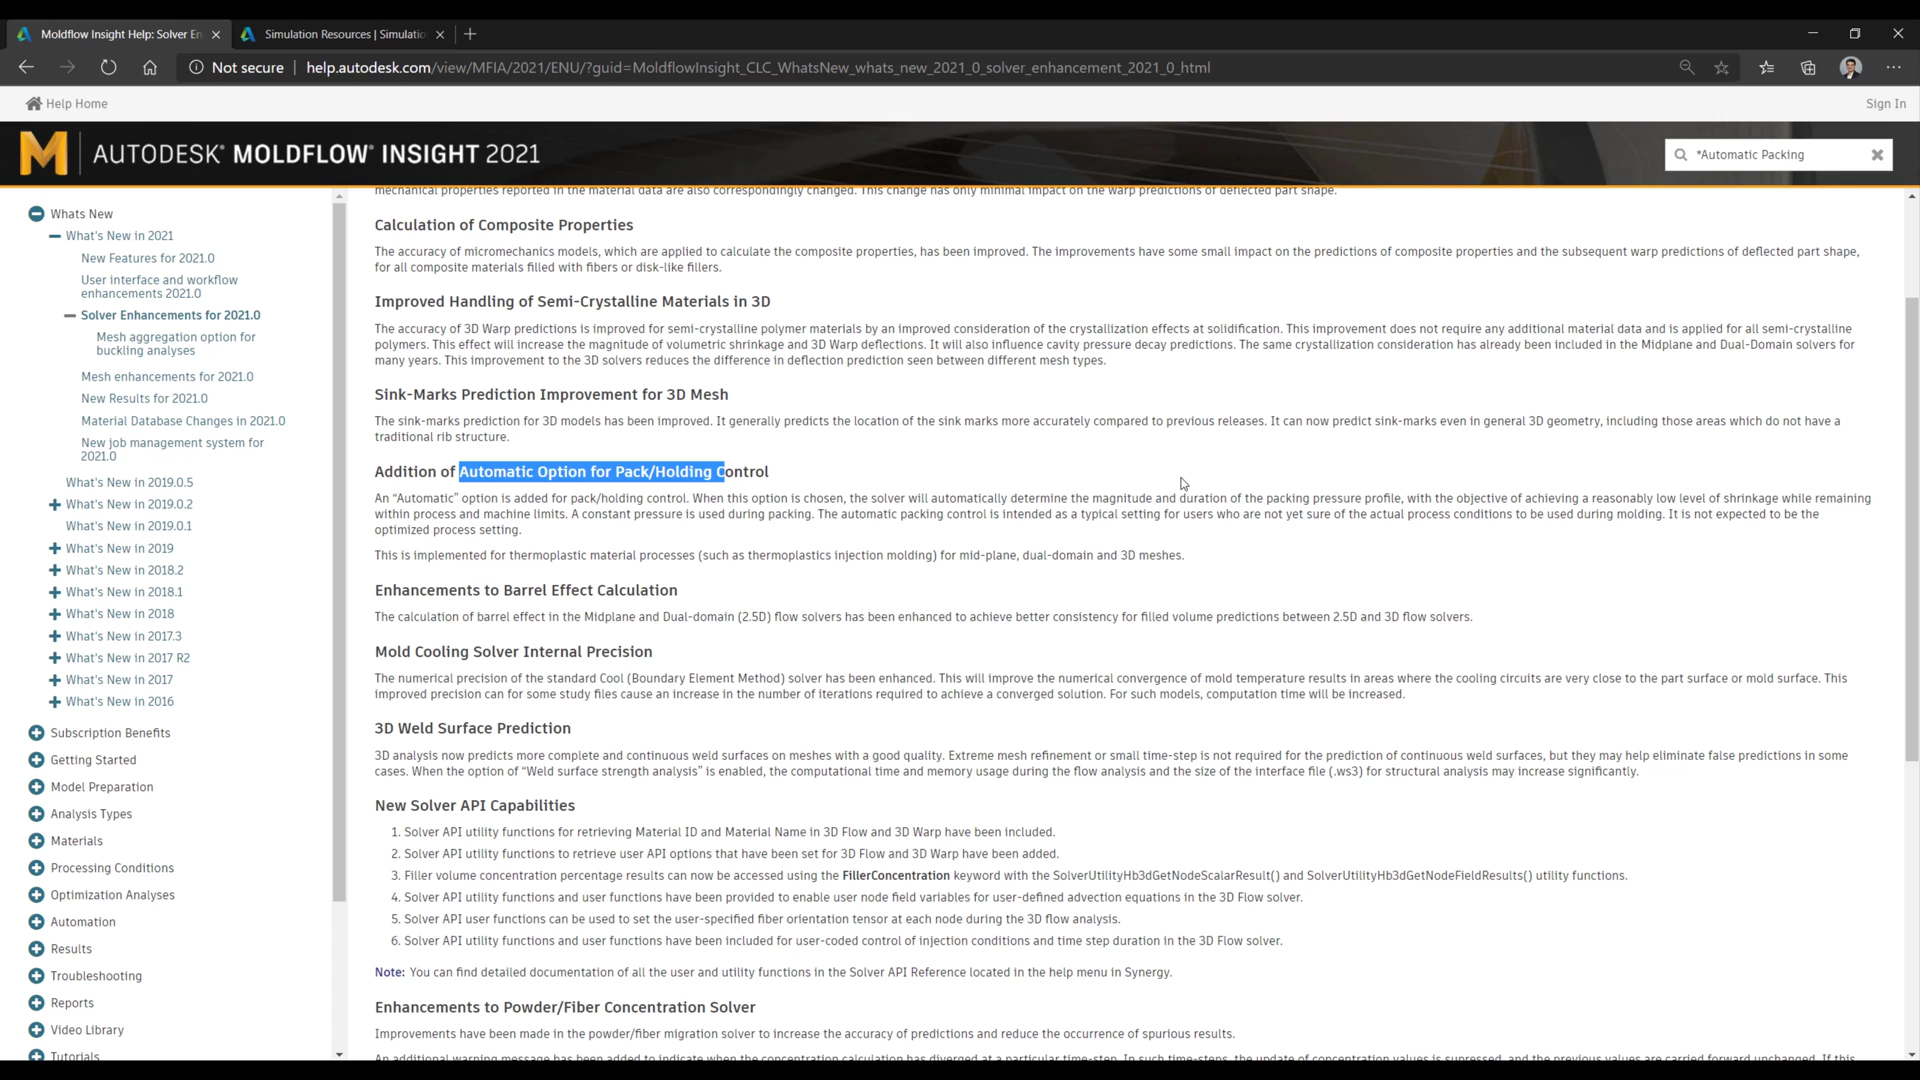 Moldflow Insight Help: Solver En
Simulation Resources | Simulatio
Not secure | help.autodesk.com/view/MFIA/2021/ENU/?guid=MoldflowInsight_CLC_WhatsNew_whats_new_2021_0_solver_enhancement_2021_0_html
Help Home
Sign In
AUTODESK® MOLDFLOW® INSIGHT 2021
*Automatic Packing
Whats New
What's New in 2021
New Features for 2021.0
User interface and workflow
enhancements 2021.0
Solver Enhancements for 2021.0
Mesh aggregation option for
buckling analyses
Mesh enhancements for 2021.0
New Results for 2021.0
Material Database Changes in 2021.0
New job management system for
2021.0
What's New in 2019.0.5
What's New in 2019.0.2
What's New in 2019.0.1
What's New in 2019
What's New in 2018.2
What's New in 2018.1
What's New in 2018
What's New in 2017.3
What's New in 2017 R2
What's New in 2017
What's New in 2016
Subscription Benefits
Getting Started
Model Preparation
Analysis Types
Materials
Processing Conditions
Optimization Analyses
Automation
Results
Troubleshooting
Reports
Video Library
Tutorials
mechanical properties reported in the material data are also correspondingly changed. This change has only minimal impact on the warp predictions of deflected part shape.
Calculation of Composite Properties
The accuracy of micromechanics models, which are applied to calculate the composite properties, has been improved. The improvements have some small impact on the predictions of composite properties and the subsequent warp predictions of deflected part shape,
for all composite materials filled with fibers or disk-like fillers.
Improved Handling of Semi-Crystalline Materials in 3D
The accuracy of 3D Warp predictions is improved for semi-crystalline polymer materials by an improved consideration of the crystallization effects at solidification. This improvement does not require any additional material data and is applied for all semi-crystalline
polymers. This effect will increase the magnitude of volumetric shrinkage and 3D Warp deflections. It will also influence cavity pressure decay predictions. The same crystallization consideration has already been included in the Midplane and Dual-Domain solvers for
many years. This improvement to the 3D solvers reduces the difference in deflection prediction seen between different mesh types.
Sink-Marks Prediction Improvement for 3D Mesh
The sink-marks prediction for 3D models has been improved. It generally predicts the location of the sink marks more accurately compared to previous releases. It can now predict sink-marks even in general 3D geometry, including those areas which do not have a
traditional rib structure.
Addition of Automatic Option for Pack/Holding Control
An “Automatic” option is added for pack/holding control. When this option is chosen, the solver will automatically determine the magnitude and duration of the packing pressure profile, with the objective of achieving a reasonably low level of shrinkage while remaining
within process and machine limits. A constant pressure is used during packing. The automatic packing control is intended as a typical setting for users who are not yet sure of the actual process conditions to be used during molding. It is not expected to be the
optimized process setting.
This is implemented for thermoplastic material processes (such as thermoplastics injection molding) for mid-plane, dual-domain and 3D meshes.
Enhancements to Barrel Effect Calculation
The calculation of barrel effect in the Midplane and Dual-domain (2.5D) flow solvers has been enhanced to achieve better consistency for filled volume predictions between 2.5D and 3D flow solvers.
Mold Cooling Solver Internal Precision
The numerical precision of the standard Cool (Boundary Element Method) solver has been enhanced. This will improve the numerical convergence of mold temperature results in areas where the cooling circuits are very close to the part surface or mold surface. This
improved precision can for some study files cause an increase in the number of iterations required to achieve a converged solution. For such models, computation time will be increased.
3D Weld Surface Prediction
3D analysis now predicts more complete and continuous weld surfaces on meshes with a good quality. Extreme mesh refinement or small time-step is not required for the prediction of continuous weld surfaces, but they may help eliminate false predictions in some
cases. When the option of “Weld surface strength analysis” is enabled, the computational time and memory usage during the flow analysis and the size of the interface file (.ws3) for structural analysis may increase significantly.
New Solver API Capabilities
1. Solver API utility functions for retrieving Material ID and Material Name in 3D Flow and 3D Warp have been included.
2. Solver API utility functions to retrieve user API options that have been set for 3D Flow and 3D Warp have been added.
3. Filler volume concentration percentage results can now be accessed using the FillerConcentration keyword with the SolverUtilityHb3dGetNodeScalarResult() and SolverUtilityHb3dGetNodeFieldResults() utility functions.
4. Solver API utility functions and user functions have been provided to enable user node field variables for user-defined advection equations in the 3D Flow solver.
5. Solver API user functions can be used to set the user-specified fiber orientation tensor at each node during the 3D flow analysis.
6. Solver API utility functions and user functions have been included for user-coded control of injection conditions and time step duration in the 3D Flow solver.
Note: You can find detailed documentation of all the user and utility functions in the Solver API Reference located in the help menu in Synergy.
Enhancements to Powder/Fiber Concentration Solver
Improvements have been made in the powder/fiber migration solver to increase the accuracy of predictions and reduce the occurrence of spurious results.
An additional warning message has been added to indicate when the concentration calculation has diverged at a particular time-step. In such time-steps, the update of concentration values is supressed, and the previous values are carried forward unchanged. If this